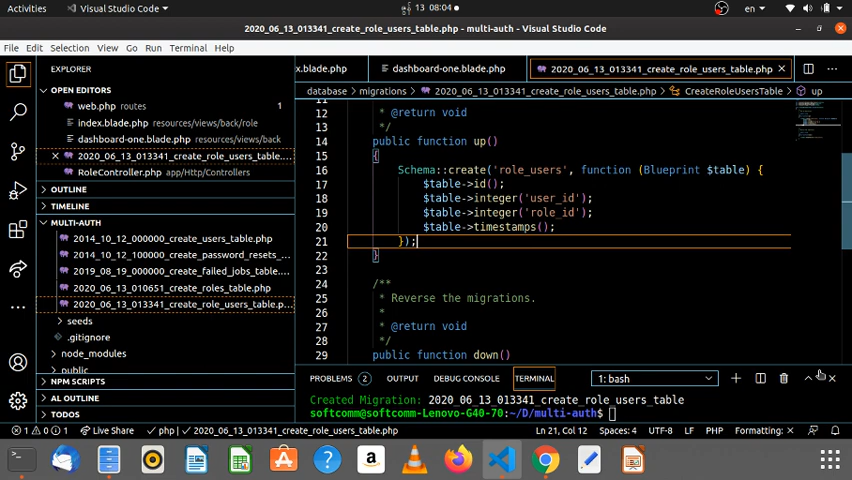 Activities
Visual Studio Code
13 08:04
en
2020_06_13_013341_create_role_users_table.php - multi-auth - Visual Studio Code
File Edit Selection View Go Run Terminal Help
EXPLORER
OPEN EDITORS
web.php routes 1
index.blade.php resources/views/back/role
dashboard-one.blade.php resources/views/back
2020_06_13_013341_create_role_users_table....
RoleController.php app/Http/Controllers
OUTLINE
TIMELINE
MULTI-AUTH
2014_10_12_000000_create_users_table.php
2014_10_12_100000_create_password_resets_...
2019_08_19_000000_create_failed_jobs_table....
2020_06_13_010651_create_roles_table.php
2020_06_13_013341_create_role_users_table.p...
seeds
.gitignore
node_modules
NPM SCRIPTS
AL OUTLINE
TODOS
x.blade.php
dashboard-one.blade.php
2020_06_13_013341_create_role_users_table.php
database > migrations > 2020_06_13_013341_create_role_users_table.php > CreateRoleUsersTable > up
11
12 * @return void
13 */
14 public function up()
15 {
16 Schema::create('role_users', function (Blueprint $table) {
17 $table->id();
18 $table->integer('user_id');
19 $table->integer('role_id');
20 $table->timestamps();
21 });
22 }
23
24 /**
25 * Reverse the migrations.
26 *
27 * @return void
28 */
29 public function down()
PROBLEMS 2 OUTPUT DEBUG CONSOLE TERMINAL 1: bash
Created Migration: 2020_06_13_013341_create_role_users_table
softcomm@softcomm-Lenovo-G40-70:~/D/multi-auth$
1 0 Live Share php 2020_06_13_013341_create_role_users_table.php Ln 21, Col 12 Spaces: 4 UTF-8 LF PHP Formatting: ×